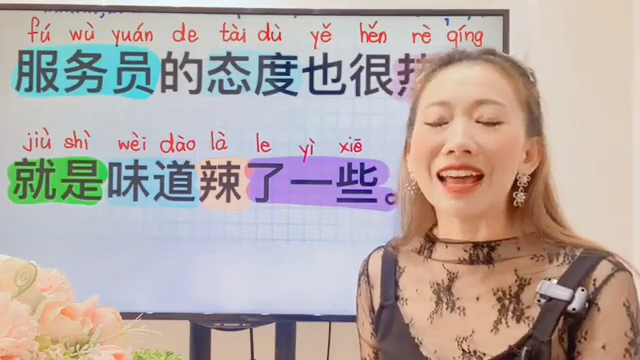 fú wù yuán de tài dù yě hěn rè qíng
服务员的态度也很热
jiù shì wèi dào là le yì xiē
就是味道辣了一些。